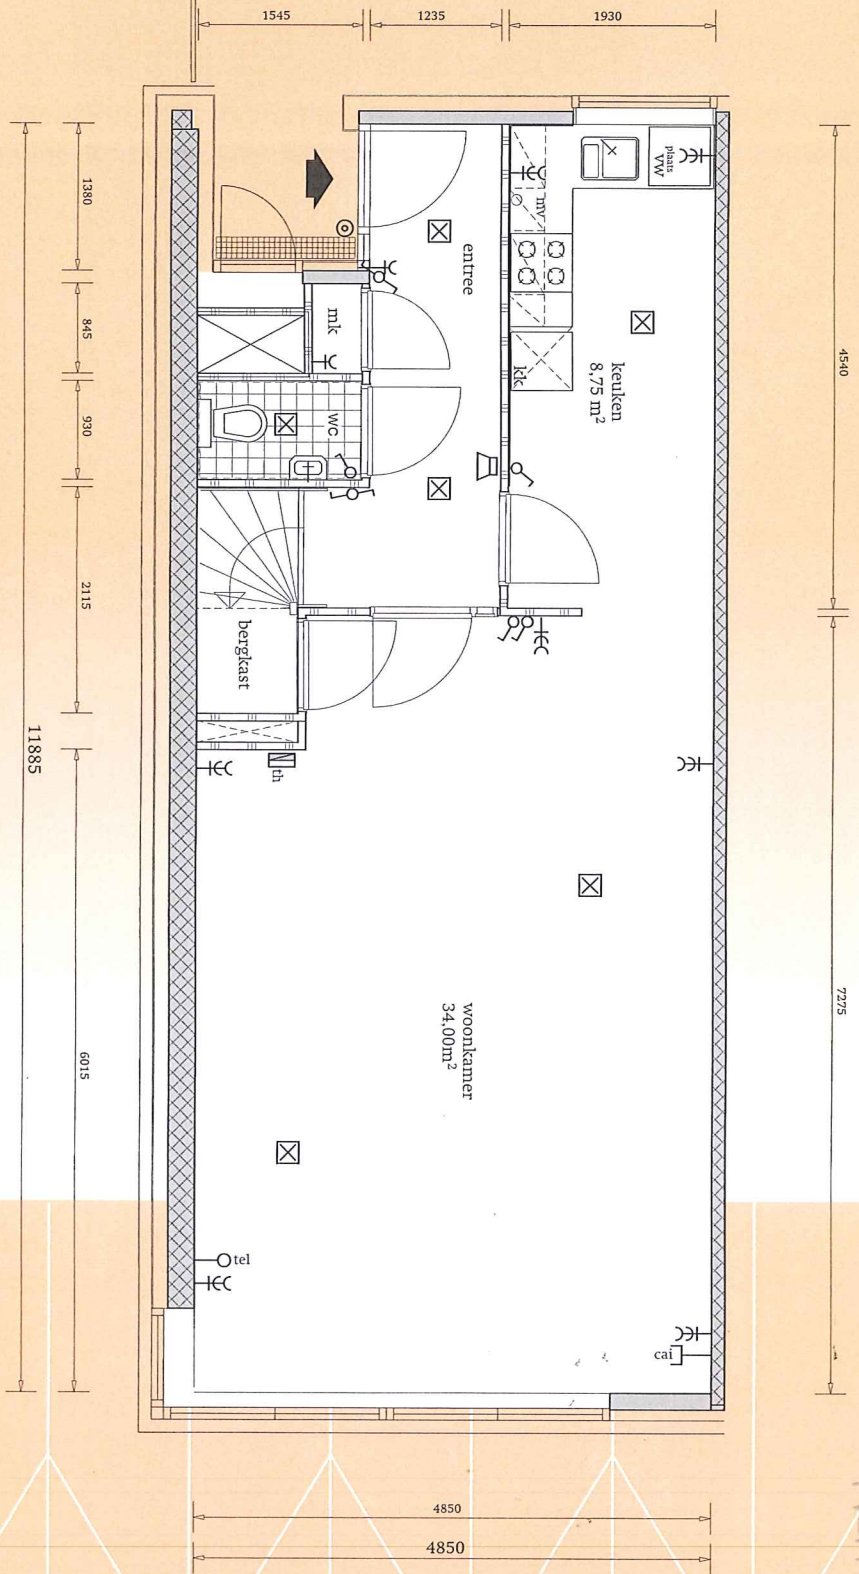 1545
1235
1930
11885
1380
845
930
2115
6015
4540
7275
plaats
VW
mv
entree
keuken
8,75 m²
kk
mk
wc
bergkast
th
woonkamer
34,00m²
tel
cai
4850
4850